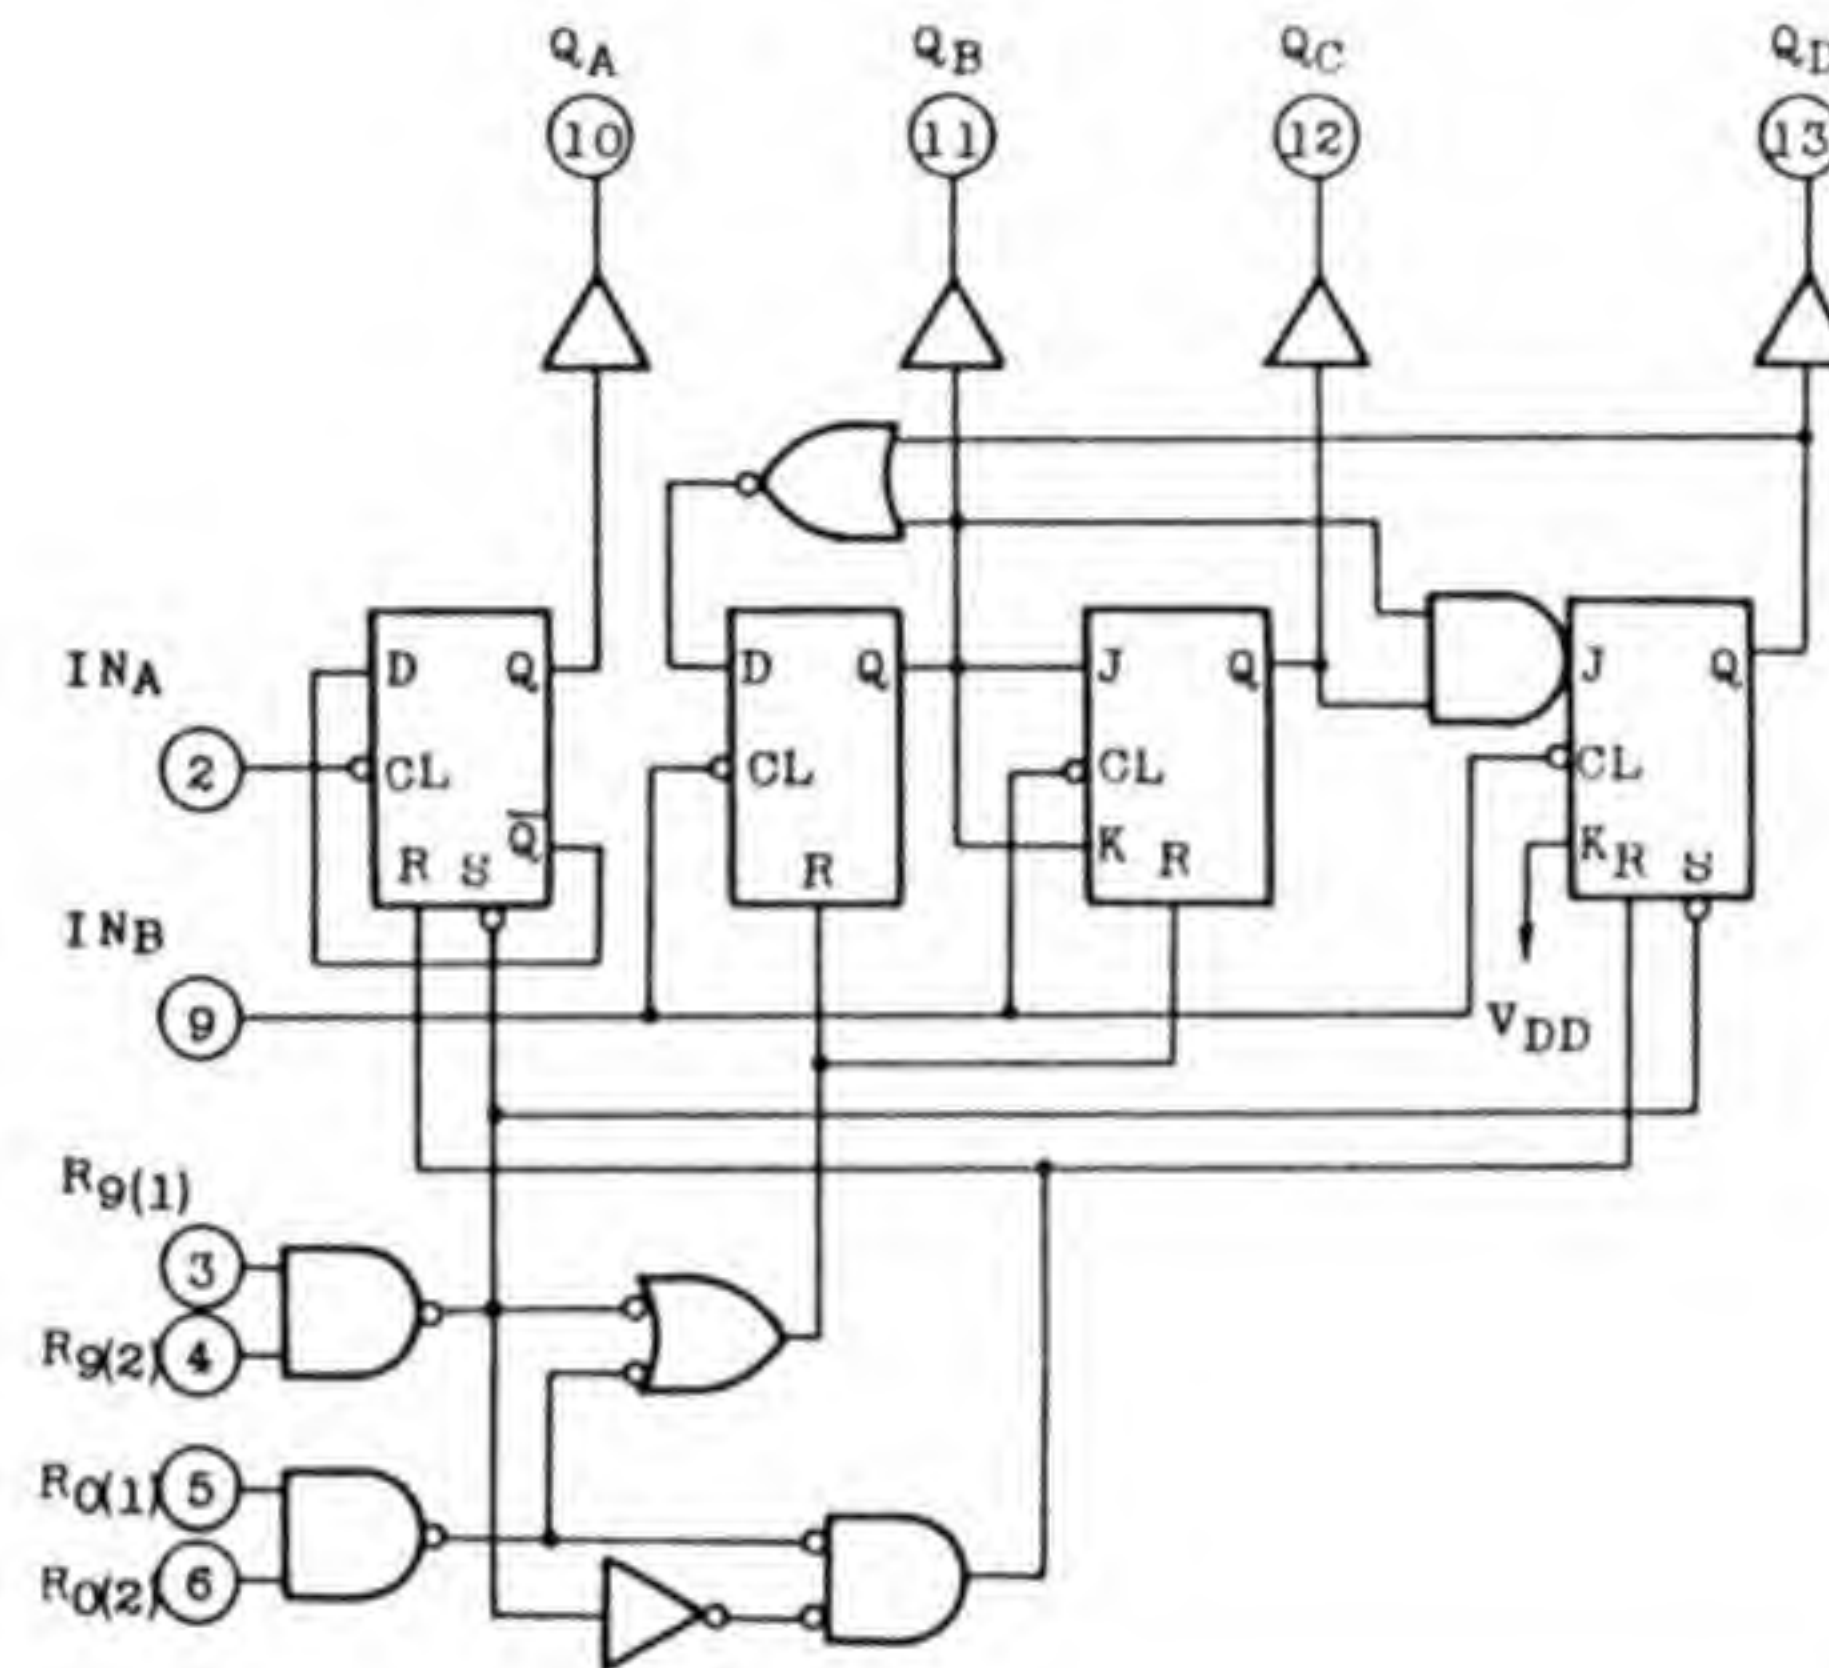 QA QB QC QD
10 11 12 13
INA D Q D Q J Q J Q
2 CL CL CL CL
R S Q̅ R K R K R S
INB
9 VDD
R9(1)
3
R9(2) 4
R0(1) 5
R0(2) 6